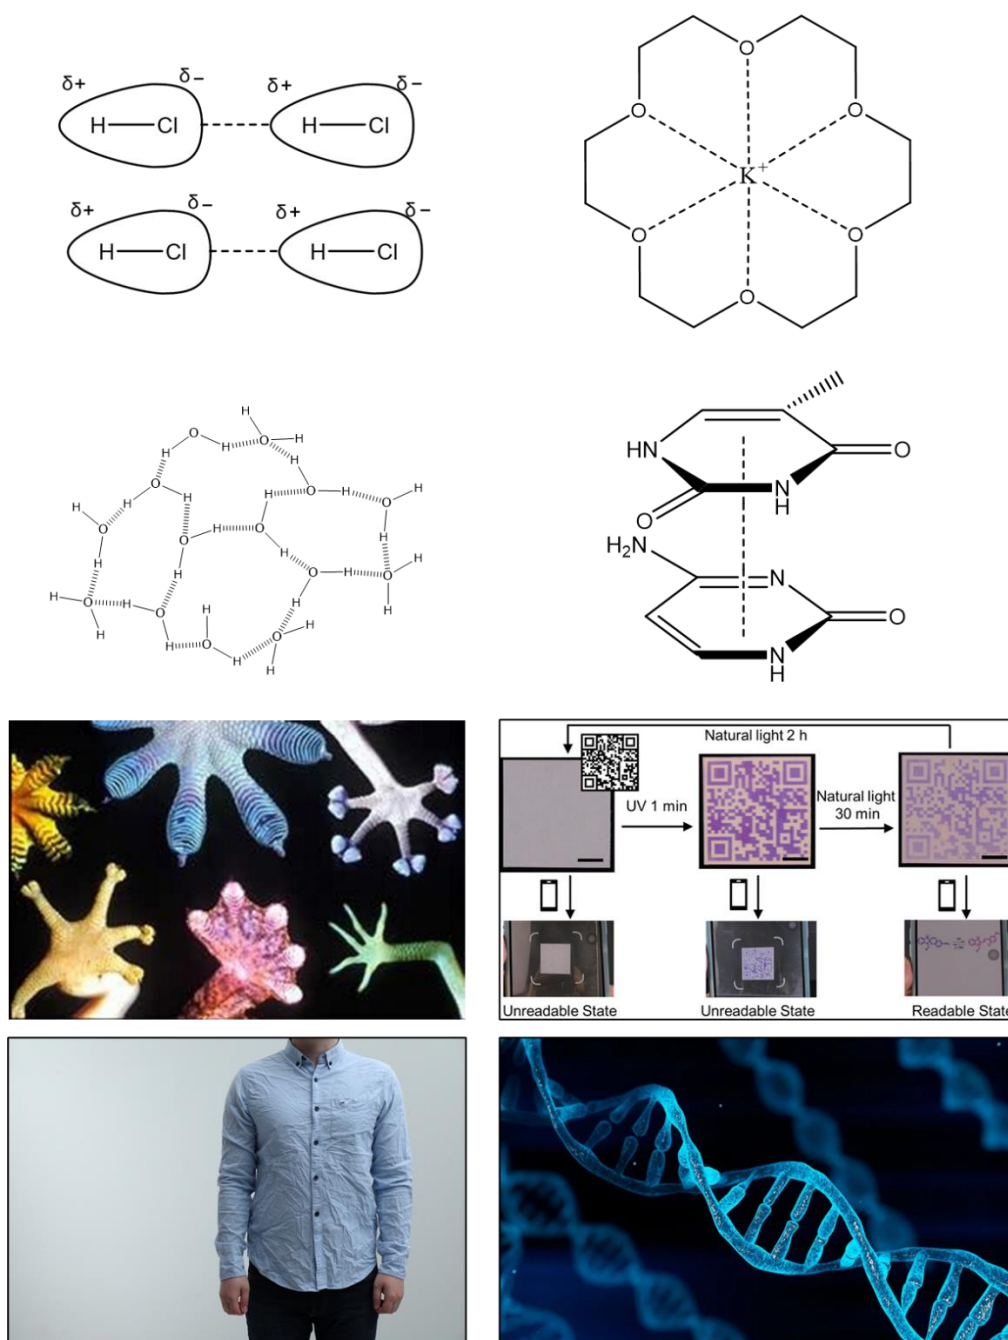 δ+ δ− δ+ δ−
H Cl H Cl
δ+ δ− δ+ δ−
H Cl H Cl
O
O O
K+
O O
O
H
O H O H
H H
O H H O H H
H H O
O H O
H O H
H H
H O H O
H O H H H
O H H
H O O
H O
H
H
HN O
N
H
O
H2N
N
O
N
H
Natural light 2 h
UV 1 min
Natural light
30 min
Unreadable State
Unreadable State
Readable State